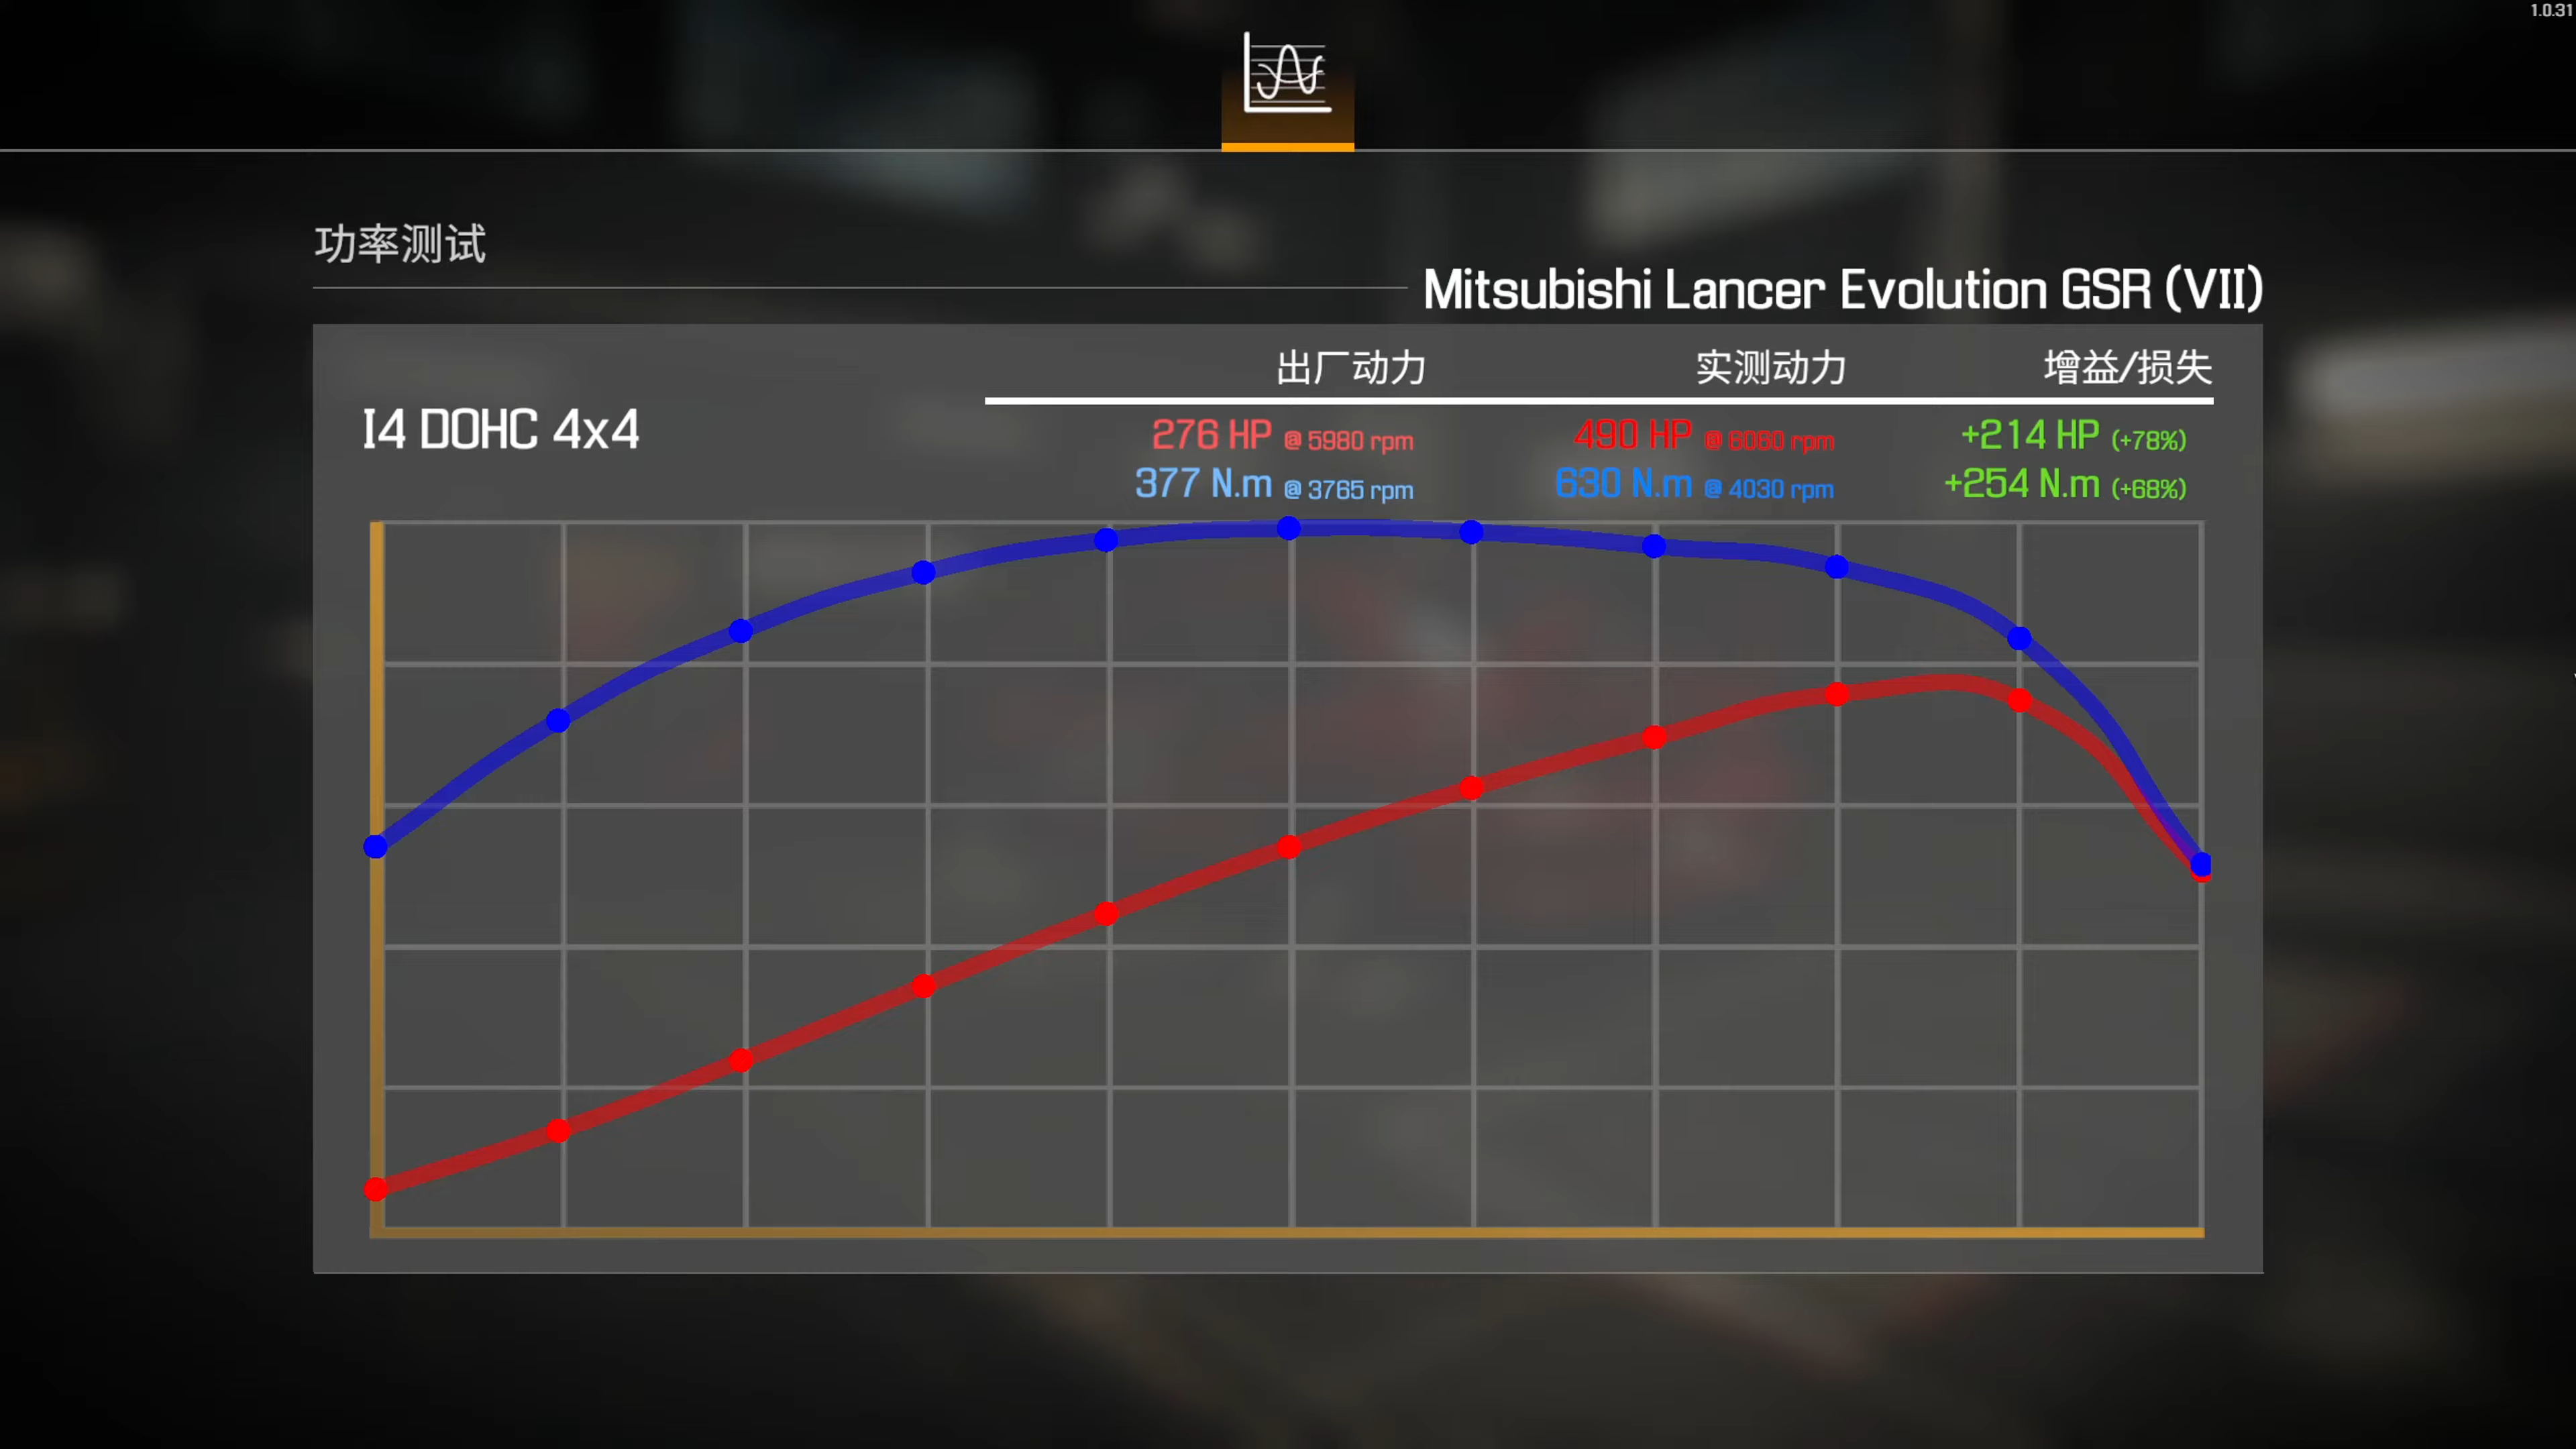 1.0.31
功率测试
Mitsubishi Lancer Evolution GSR (VII)
出厂动力 实测动力 增益/损失
I4 DOHC 4x4
276 HP @ 5980 rpm 490 HP @ 6060 rpm +214 HP (+78%)
377 N.m @ 3765 rpm 630 N.m @ 4030 rpm +254 N.m (+68%)